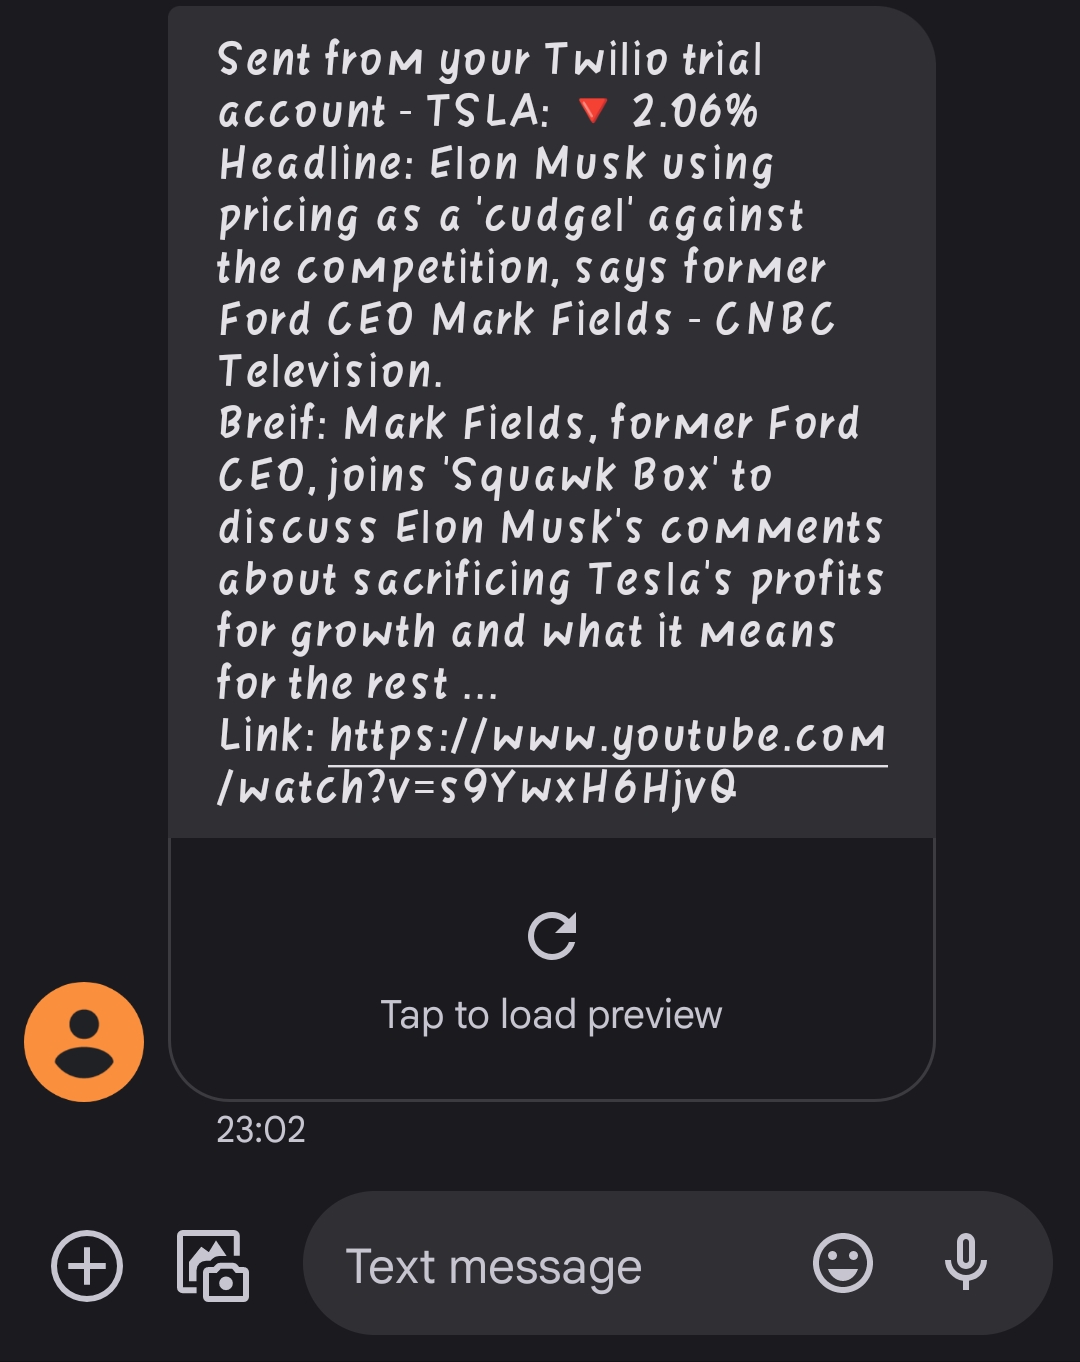 Sent from your Twilio trial
account - TSLA: 🔻 2.06%
Headline: Elon Musk using
pricing as a 'cudgel' against
the competition, says former
Ford CEO Mark Fields - CNBC
Television.
Breif: Mark Fields, former Ford
CEO, joins 'Squawk Box' to
discuss Elon Musk's comments
about sacrificing Tesla's profits
for growth and what it means
for the rest ...
Link: https://www.youtube.com
/watch?v=s9YwxH6HjvQ
Tap to load preview
23:02
Text message